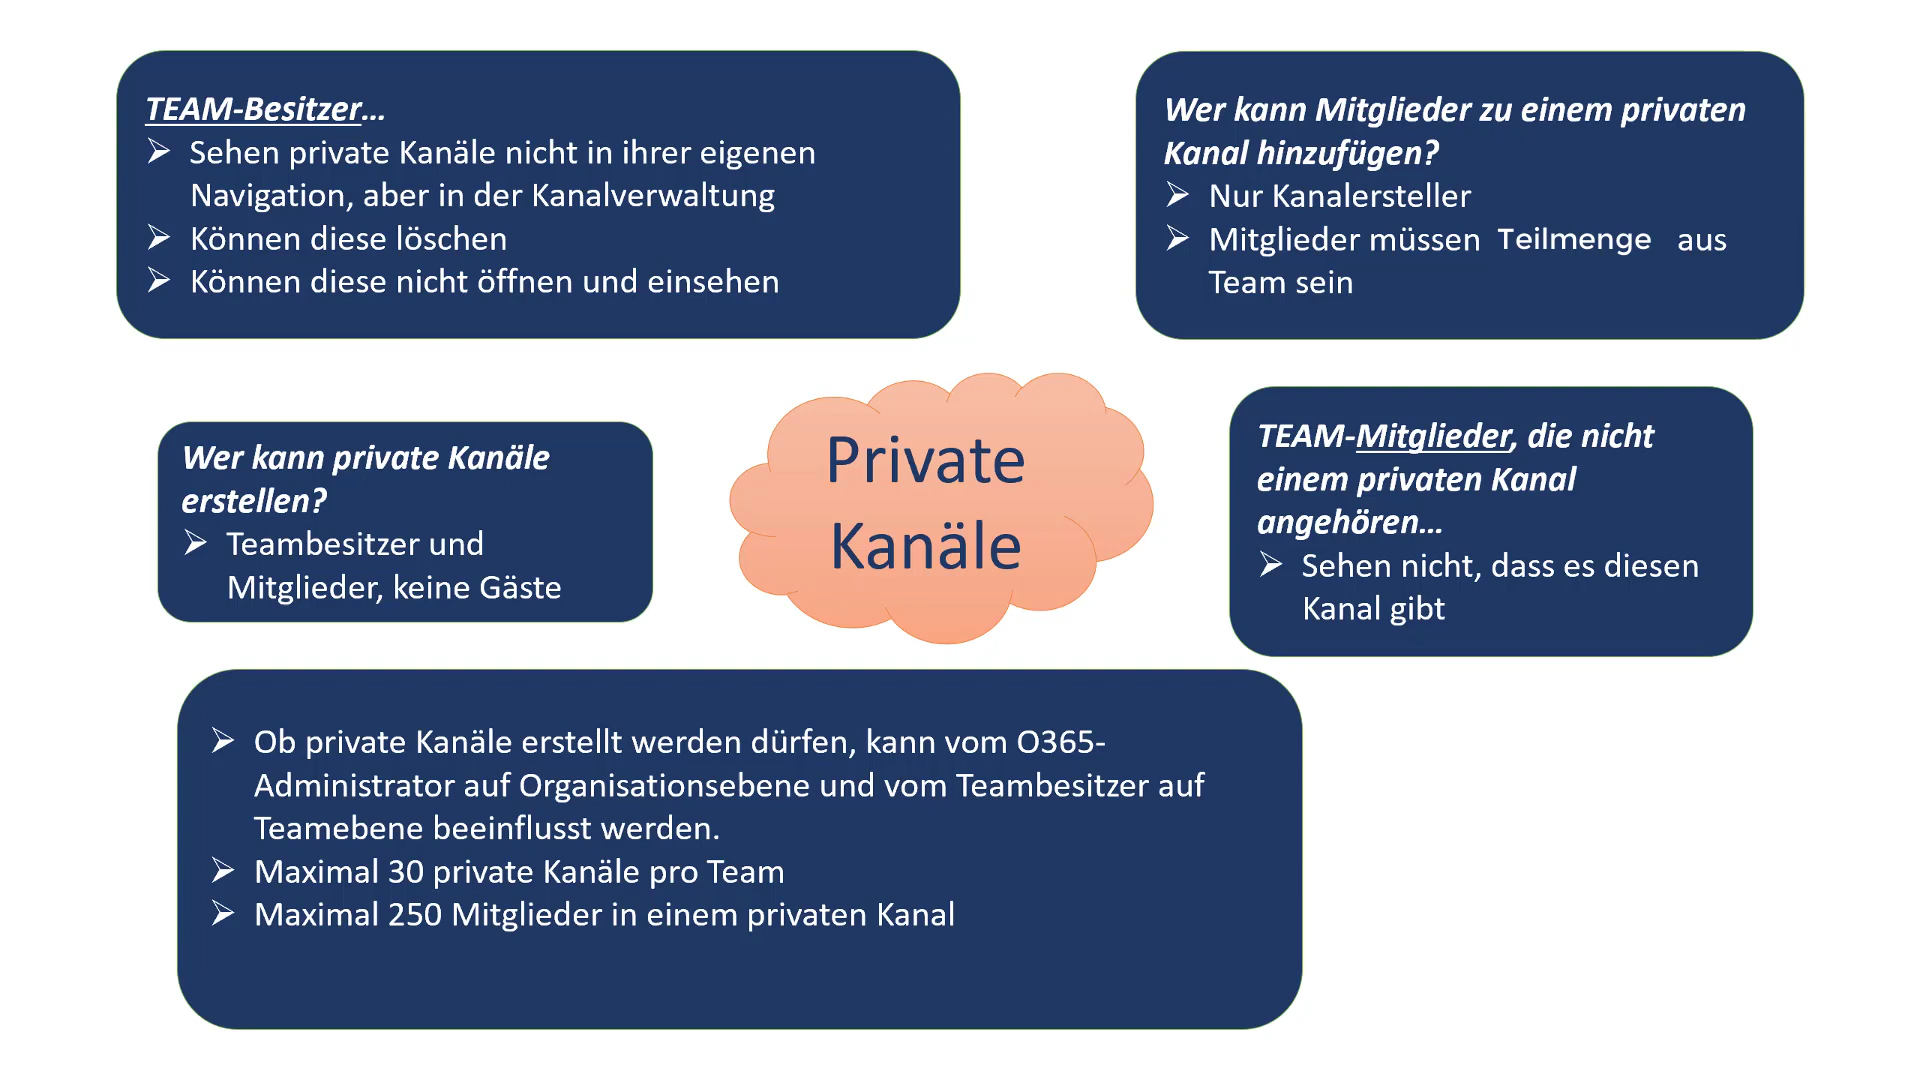 TEAM-Besitzer...
➢ Sehen private Kanäle nicht in ihrer eigenen
Navigation, aber in der Kanalverwaltung
➢ Können diese löschen
➢ Können diese nicht öffnen und einsehen
Wer kann Mitglieder zu einem privaten
Kanal hinzufügen?
➢ Nur Kanalersteller
➢ Mitglieder müssen Teilmenge aus
Team sein
Wer kann private Kanäle
erstellen?
➢ Teambesitzer und
Mitglieder, keine Gäste
Private
Kanäle
TEAM-Mitglieder, die nicht
einem privaten Kanal
angehören...
➢ Sehen nicht, dass es diesen
Kanal gibt
➢ Ob private Kanäle erstellt werden dürfen, kann vom O365-
Administrator auf Organisationsebene und vom Teambesitzer auf
Teamebene beeinflusst werden.
➢ Maximal 30 private Kanäle pro Team
➢ Maximal 250 Mitglieder in einem privaten Kanal